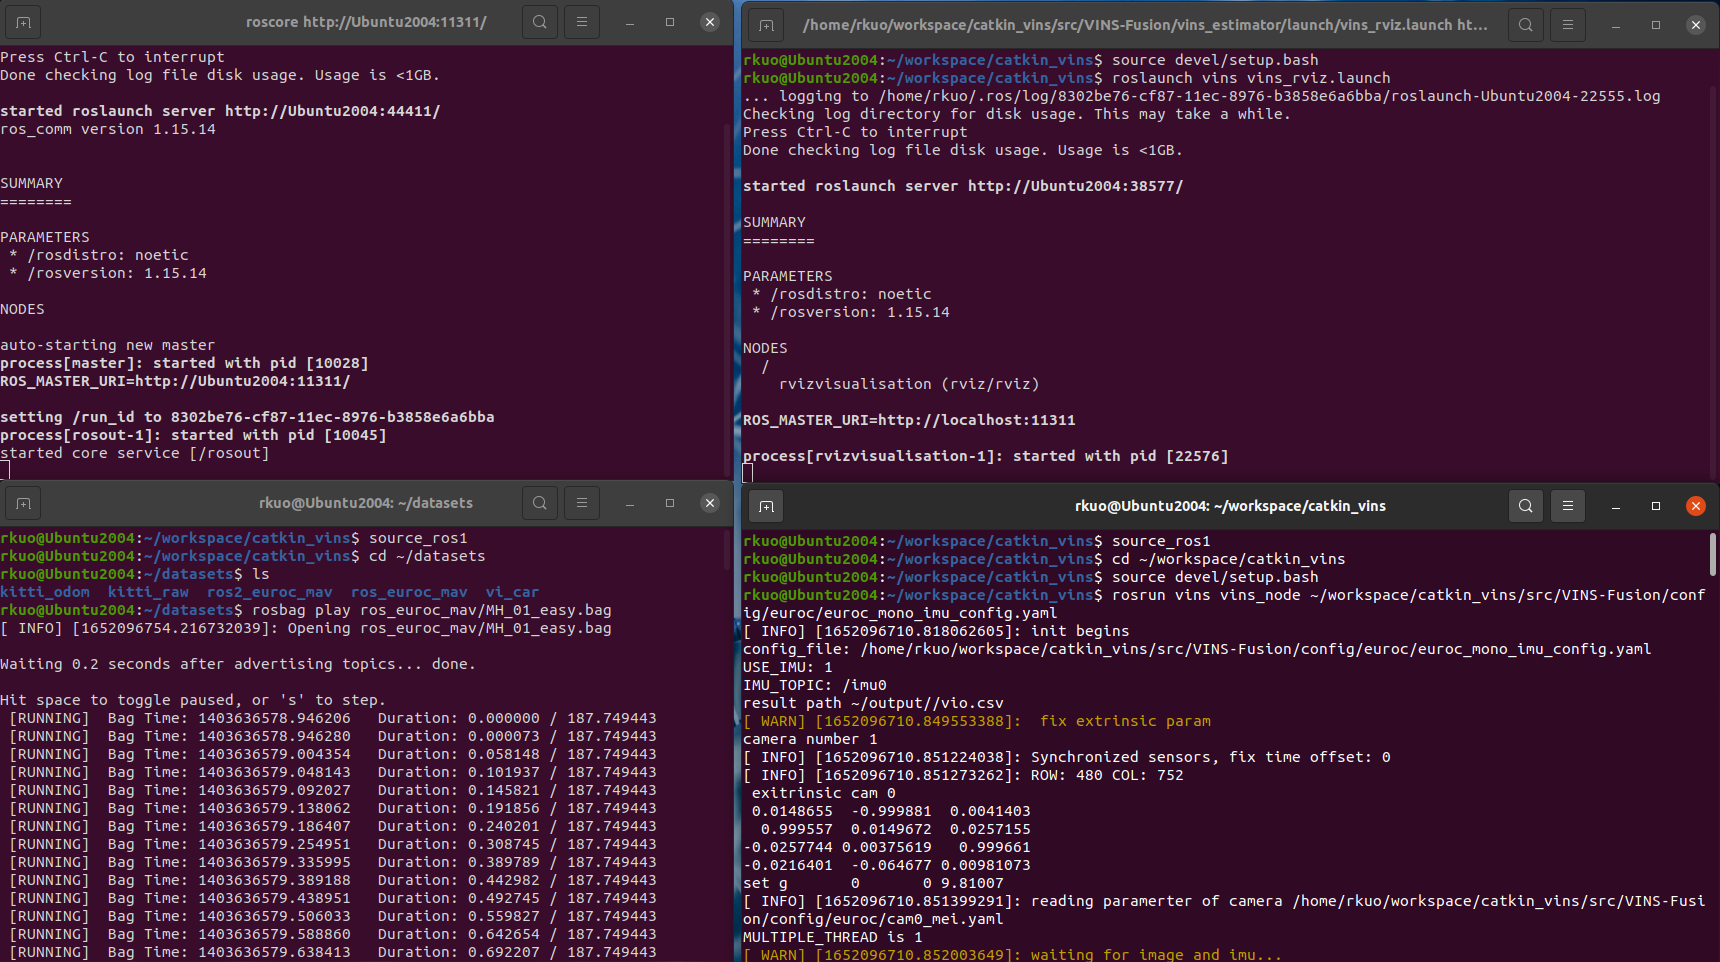 roscore http://Ubuntu2004:11311/
Press Ctrl-C to interrupt
Done checking log file disk usage. Usage is <1GB.
started roslaunch server http://Ubuntu2004:44411/
ros_comm version 1.15.14
SUMMARY
========
PARAMETERS
 * /rosdistro: noetic
 * /rosversion: 1.15.14
NODES
auto-starting new master
process[master]: started with pid [10028]
ROS_MASTER_URI=http://Ubuntu2004:11311/
setting /run_id to 8302be76-cf87-11ec-8976-b3858e6a6bba
process[rosout-1]: started with pid [10045]
started core service [/rosout]
/home/rkuo/workspace/catkin_vins/src/VINS-Fusion/vins_estimator/launch/vins_rviz.launch ht...
rkuo@Ubuntu2004:~/workspace/catkin_vins$ source devel/setup.bash
rkuo@Ubuntu2004:~/workspace/catkin_vins$ roslaunch vins vins_rviz.launch
... logging to /home/rkuo/.ros/log/8302be76-cf87-11ec-8976-b3858e6a6bba/roslaunch-Ubuntu2004-22555.log
Checking log directory for disk usage. This may take a while.
Press Ctrl-C to interrupt
Done checking log file disk usage. Usage is <1GB.
started roslaunch server http://Ubuntu2004:38577/
SUMMARY
========
PARAMETERS
 * /rosdistro: noetic
 * /rosversion: 1.15.14
NODES
  /
    rvizvisualisation (rviz/rviz)
ROS_MASTER_URI=http://localhost:11311
process[rvizvisualisation-1]: started with pid [22576]
rkuo@Ubuntu2004: ~/datasets
rkuo@Ubuntu2004:~/workspace/catkin_vins$ source_ros1
rkuo@Ubuntu2004:~/workspace/catkin_vins$ cd ~/datasets
rkuo@Ubuntu2004:~/datasets$ ls
kitti_odom  kitti_raw  ros2_euroc_mav  ros_euroc_mav  vi_car
rkuo@Ubuntu2004:~/datasets$ rosbag play ros_euroc_mav/MH_01_easy.bag
[ INFO] [1652096754.216732039]: Opening ros_euroc_mav/MH_01_easy.bag
Waiting 0.2 seconds after advertising topics... done.
Hit space to toggle paused, or 's' to step.
 [RUNNING]  Bag Time: 1403636578.946206   Duration: 0.000000 / 187.749443
 [RUNNING]  Bag Time: 1403636578.946280   Duration: 0.000073 / 187.749443
 [RUNNING]  Bag Time: 1403636579.004354   Duration: 0.058148 / 187.749443
 [RUNNING]  Bag Time: 1403636579.048143   Duration: 0.101937 / 187.749443
 [RUNNING]  Bag Time: 1403636579.092027   Duration: 0.145821 / 187.749443
 [RUNNING]  Bag Time: 1403636579.138062   Duration: 0.191856 / 187.749443
 [RUNNING]  Bag Time: 1403636579.186407   Duration: 0.240201 / 187.749443
 [RUNNING]  Bag Time: 1403636579.254951   Duration: 0.308745 / 187.749443
 [RUNNING]  Bag Time: 1403636579.335995   Duration: 0.389789 / 187.749443
 [RUNNING]  Bag Time: 1403636579.389188   Duration: 0.442982 / 187.749443
 [RUNNING]  Bag Time: 1403636579.438951   Duration: 0.492745 / 187.749443
 [RUNNING]  Bag Time: 1403636579.506033   Duration: 0.559827 / 187.749443
 [RUNNING]  Bag Time: 1403636579.588860   Duration: 0.642654 / 187.749443
 [RUNNING]  Bag Time: 1403636579.638413   Duration: 0.692207 / 187.749443
rkuo@Ubuntu2004: ~/workspace/catkin_vins
rkuo@Ubuntu2004:~/workspace/catkin_vins$ source_ros1
rkuo@Ubuntu2004:~/workspace/catkin_vins$ cd ~/workspace/catkin_vins
rkuo@Ubuntu2004:~/workspace/catkin_vins$ source devel/setup.bash
rkuo@Ubuntu2004:~/workspace/catkin_vins$ rosrun vins vins_node ~/workspace/catkin_vins/src/VINS-Fusion/conf
ig/euroc/euroc_mono_imu_config.yaml
[ INFO] [1652096710.818062605]: init begins
config_file: /home/rkuo/workspace/catkin_vins/src/VINS-Fusion/config/euroc/euroc_mono_imu_config.yaml
USE_IMU: 1
IMU_TOPIC: /imu0
result path ~/output//vio.csv
[ WARN] [1652096710.849553388]:  fix extrinsic param
camera number 1
[ INFO] [1652096710.851224038]: Synchronized sensors, fix time offset: 0
[ INFO] [1652096710.851273262]: ROW: 480 COL: 752
 exitrinsic cam 0
 0.0148655  -0.999881  0.0041403
  0.999557  0.0149672  0.0257155
-0.0257744 0.00375619   0.999661
-0.0216401  -0.064677 0.00981073
set g       0       0 9.81007
[ INFO] [1652096710.851399291]: reading paramerter of camera /home/rkuo/workspace/catkin_vins/src/VINS-Fusi
on/config/euroc/cam0_mei.yaml
MULTIPLE_THREAD is 1
[ WARN] [1652096710.852003649]: waiting for image and imu...